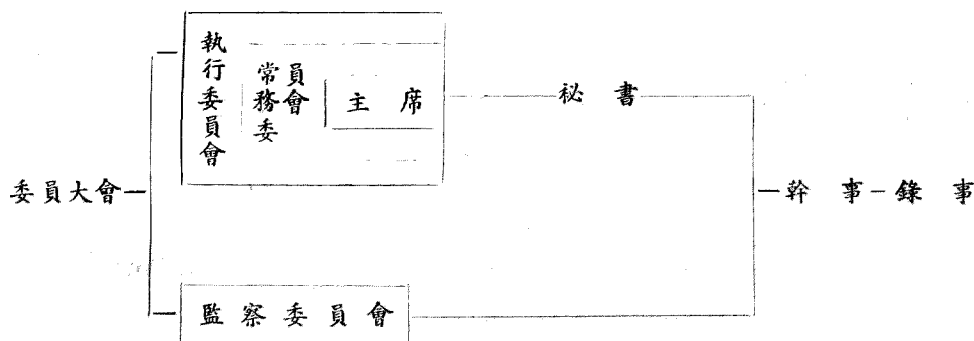 委員大會
執行委員會
常務委員會
主席
秘書
監察委員會
幹事
錄事